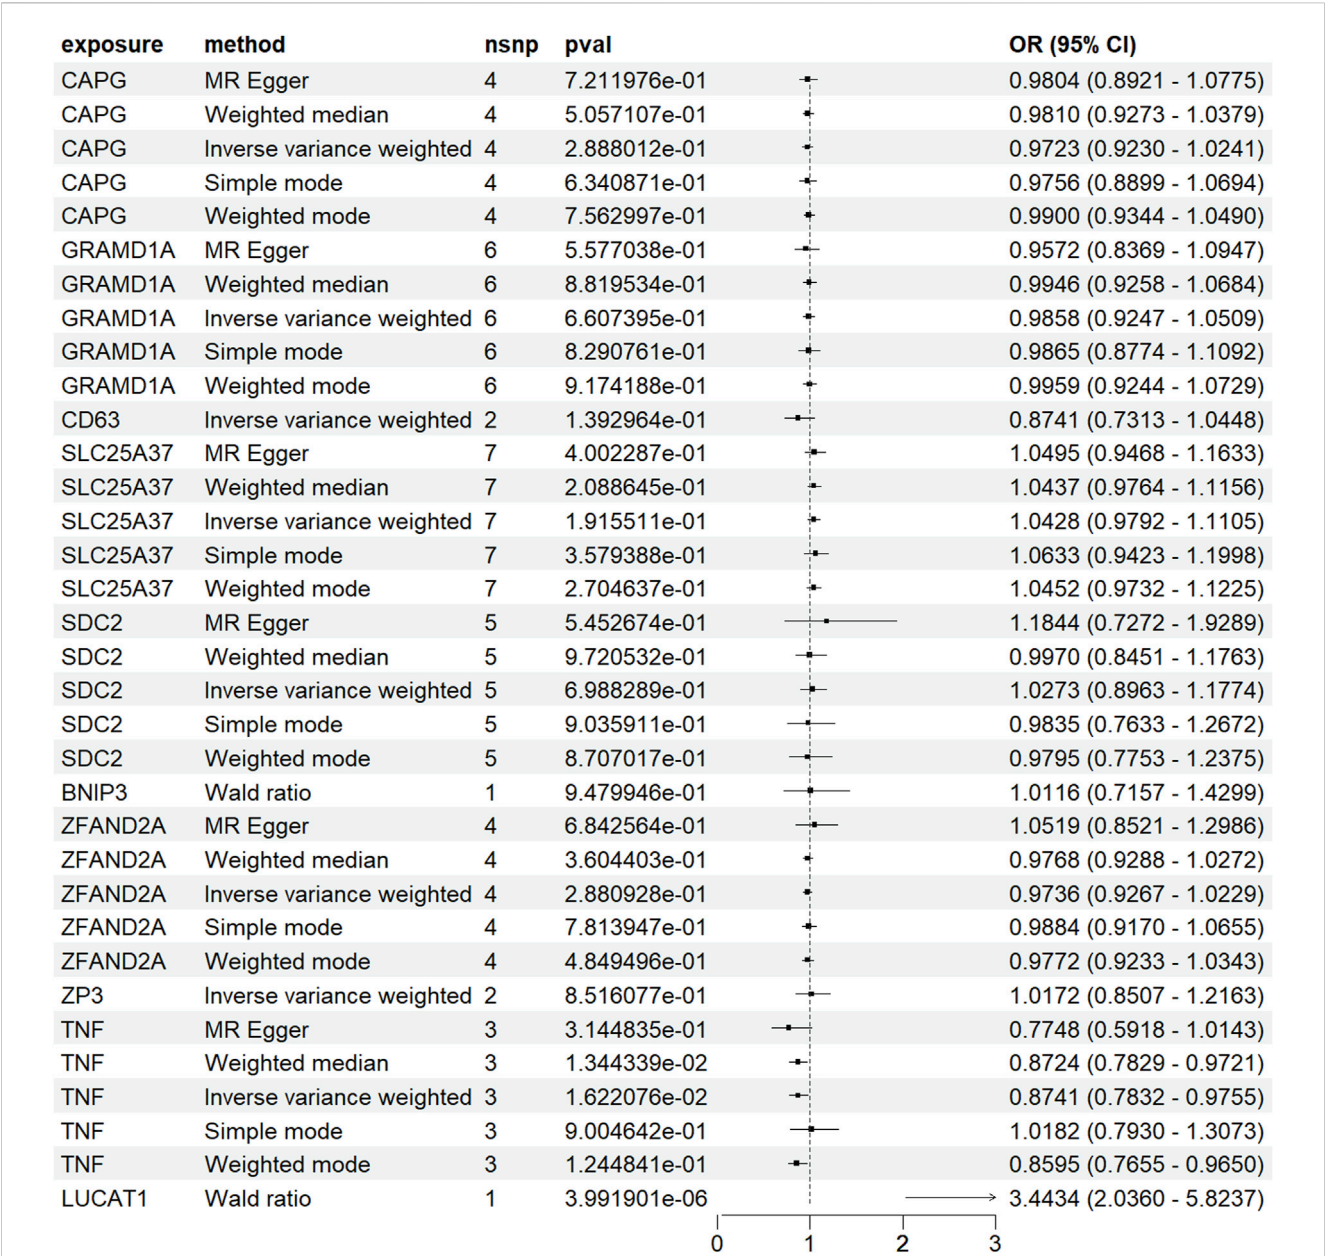 exposure method nsnp pval OR (95% CI)
CAPG MR Egger 4 7.211976e-01 0.9804 (0.8921 - 1.0775)
CAPG Weighted median 4 5.057107e-01 0.9810 (0.9273 - 1.0379)
CAPG Inverse variance weighted 4 2.888012e-01 0.9723 (0.9230 - 1.0241)
CAPG Simple mode 4 6.340871e-01 0.9756 (0.8899 - 1.0694)
CAPG Weighted mode 4 7.562997e-01 0.9900 (0.9344 - 1.0490)
GRAMD1A MR Egger 6 5.577038e-01 0.9572 (0.8369 - 1.0947)
GRAMD1A Weighted median 6 8.819534e-01 0.9946 (0.9258 - 1.0684)
GRAMD1A Inverse variance weighted 6 6.607395e-01 0.9858 (0.9247 - 1.0509)
GRAMD1A Simple mode 6 8.290761e-01 0.9865 (0.8774 - 1.1092)
GRAMD1A Weighted mode 6 9.174188e-01 0.9959 (0.9244 - 1.0729)
CD63 Inverse variance weighted 2 1.392964e-01 0.8741 (0.7313 - 1.0448)
SLC25A37 MR Egger 7 4.002287e-01 1.0495 (0.9468 - 1.1633)
SLC25A37 Weighted median 7 2.088645e-01 1.0437 (0.9764 - 1.1156)
SLC25A37 Inverse variance weighted 7 1.915511e-01 1.0428 (0.9792 - 1.1105)
SLC25A37 Simple mode 7 3.579388e-01 1.0633 (0.9423 - 1.1998)
SLC25A37 Weighted mode 7 2.704637e-01 1.0452 (0.9732 - 1.1225)
SDC2 MR Egger 5 5.452674e-01 1.1844 (0.7272 - 1.9289)
SDC2 Weighted median 5 9.720532e-01 0.9970 (0.8451 - 1.1763)
SDC2 Inverse variance weighted 5 6.988289e-01 1.0273 (0.8963 - 1.1774)
SDC2 Simple mode 5 9.035911e-01 0.9835 (0.7633 - 1.2672)
SDC2 Weighted mode 5 8.707017e-01 0.9795 (0.7753 - 1.2375)
BNIP3 Wald ratio 1 9.479946e-01 1.0116 (0.7157 - 1.4299)
ZFAND2A MR Egger 4 6.842564e-01 1.0519 (0.8521 - 1.2986)
ZFAND2A Weighted median 4 3.604403e-01 0.9768 (0.9288 - 1.0272)
ZFAND2A Inverse variance weighted 4 2.880928e-01 0.9736 (0.9267 - 1.0229)
ZFAND2A Simple mode 4 7.813947e-01 0.9884 (0.9170 - 1.0655)
ZFAND2A Weighted mode 4 4.849496e-01 0.9772 (0.9233 - 1.0343)
ZP3 Inverse variance weighted 2 8.516077e-01 1.0172 (0.8507 - 1.2163)
TNF MR Egger 3 3.144835e-01 0.7748 (0.5918 - 1.0143)
TNF Weighted median 3 1.344339e-02 0.8724 (0.7829 - 0.9721)
TNF Inverse variance weighted 3 1.622076e-02 0.8741 (0.7832 - 0.9755)
TNF Simple mode 3 9.004642e-01 1.0182 (0.7930 - 1.3073)
TNF Weighted mode 3 1.244841e-01 0.8595 (0.7655 - 0.9650)
LUCAT1 Wald ratio 1 3.991901e-06 3.4434 (2.0360 - 5.8237)
0 1 2 3